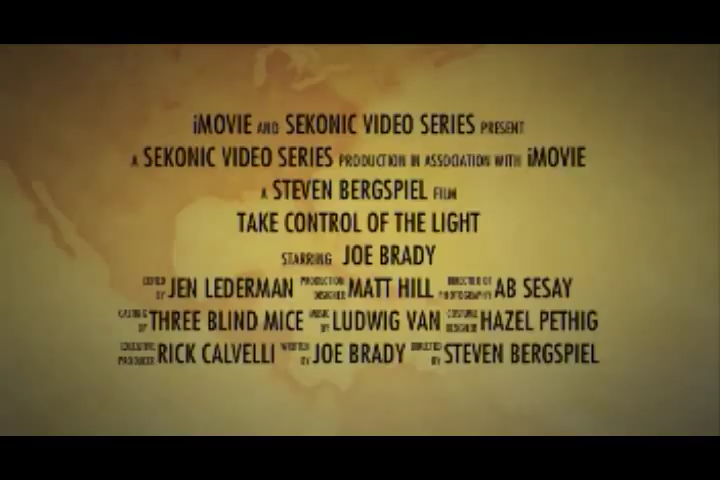 iMOVIE AND SEKONIC VIDEO SERIES PRESENT
A SEKONIC VIDEO SERIES PRODUCTION IN ASSOCIATION WITH iMOVIE
A STEVEN BERGSPIEL FILM
TAKE CONTROL OF THE LIGHT
STARRING JOE BRADY
EDITED BY JEN LEDERMAN PRODUCTION DESIGNER MATT HILL DIRECTOR OF PHOTOGRAPHY AB SESAY
CASTING BY THREE BLIND MICE MUSIC BY LUDWIG VAN COSTUME DESIGNER HAZEL PETHIG
EXECUTIVE PRODUCER RICK CALVELLI WRITTEN BY JOE BRADY DIRECTED BY STEVEN BERGSPIEL